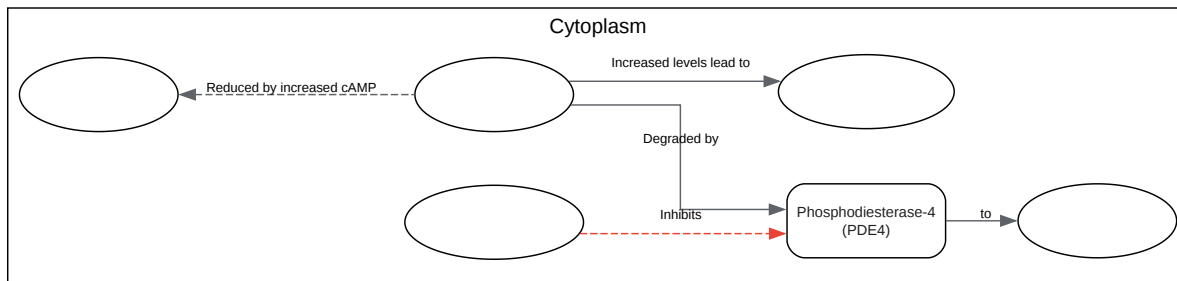 Cytoplasm
Increased levels lead to
Reduced by increased cAMP
Degraded by
Inhibits
Phosphodiesterase-4
(PDE4)
to